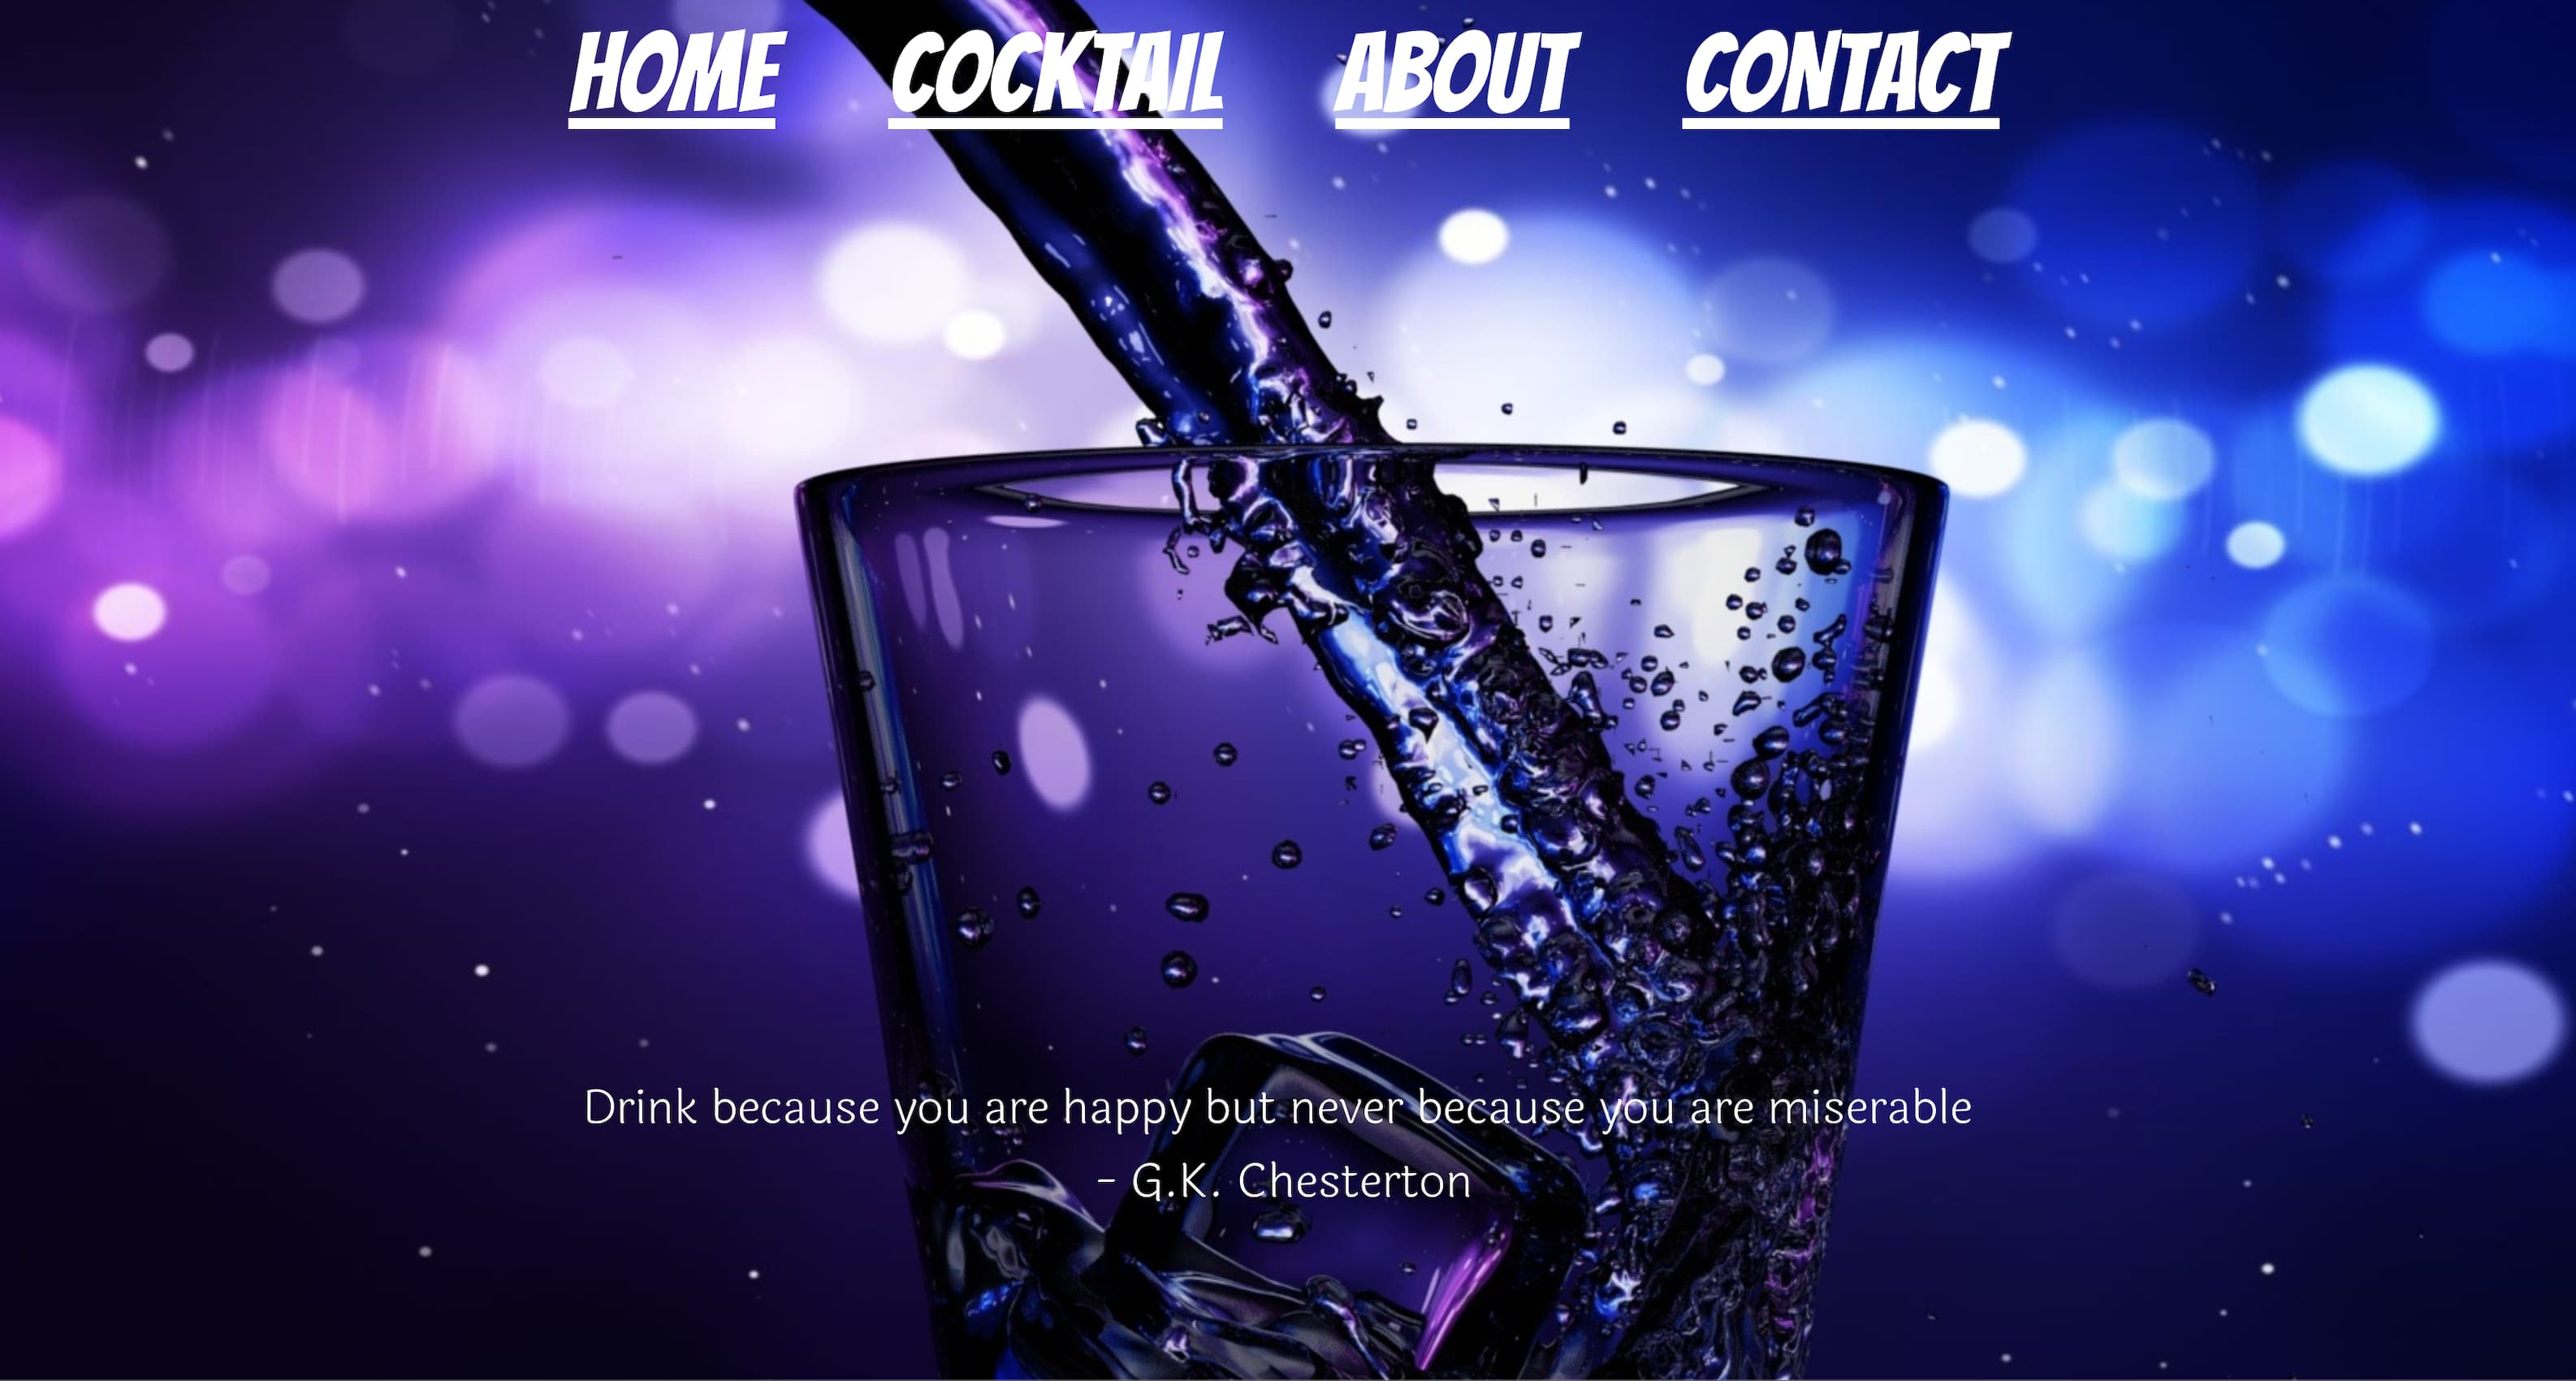 HOME COCKTAIL ABOUT CONTACT
Drink because you are happy but never because you are miserable
- G.K. Chesterton